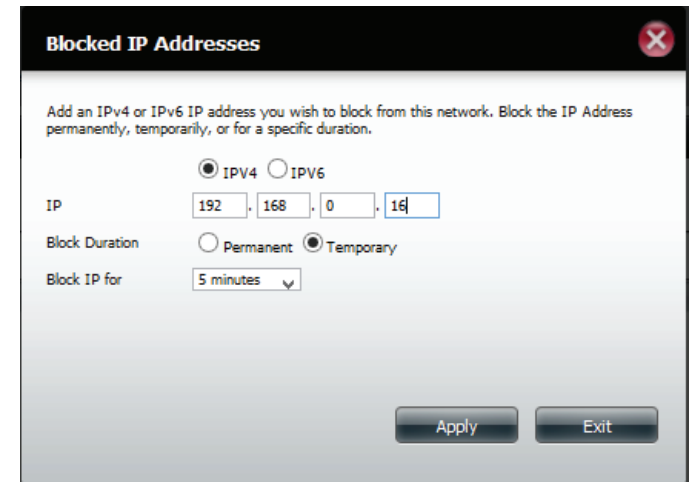 Blocked IP Addresses
Add an IPv4 or IPv6 IP address you wish to block from this network. Block the IP Address
permanently, temporarily, or for a specific duration.
IPV4 IPV6
IP 192 . 168 . 0 . 16
Block Duration Permanent Temporary
Block IP for 5 minutes
Apply Exit